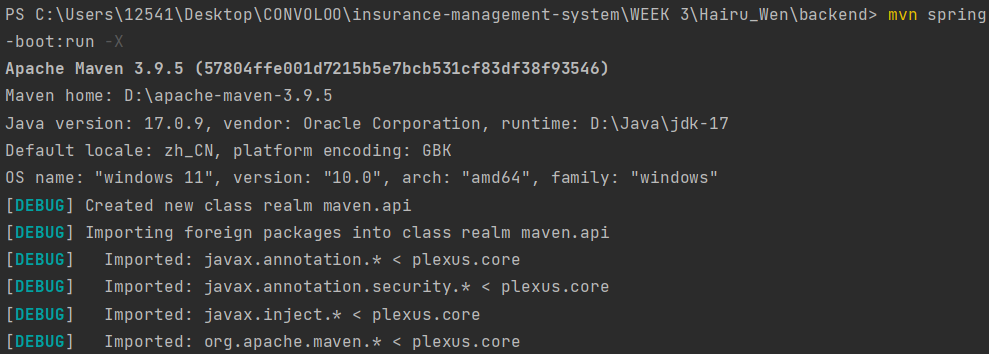 PS C:\Users\12541\Desktop\CONVOLOO\insurance-management-system\WEEK 3\Hairu_Wen\backend> mvn spring
-boot:run -X
Apache Maven 3.9.5 (57804ffe001d7215b5e7bcb531cf83df38f93546)
Maven home: D:\apache-maven-3.9.5
Java version: 17.0.9, vendor: Oracle Corporation, runtime: D:\Java\jdk-17
Default locale: zh_CN, platform encoding: GBK
OS name: "windows 11", version: "10.0", arch: "amd64", family: "windows"
[DEBUG] Created new class realm maven.api
[DEBUG] Importing foreign packages into class realm maven.api
[DEBUG]   Imported: javax.annotation.* < plexus.core
[DEBUG]   Imported: javax.annotation.security.* < plexus.core
[DEBUG]   Imported: javax.inject.* < plexus.core
[DEBUG]   Imported: org.apache.maven.* < plexus.core